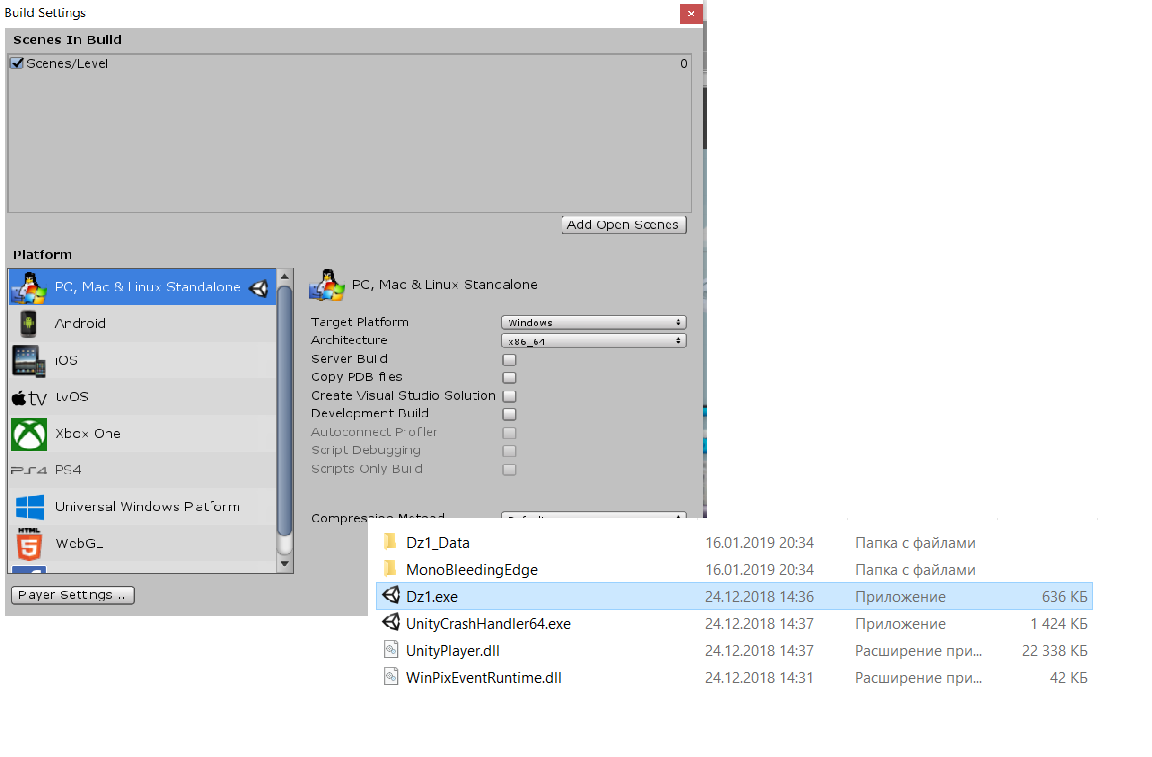 Build Settings
Scenes In Build
Scenes/Level 0
Add Open Scenes
Platform
PC, Mac & Linux Standalone
Android
iOS
tvOS
Xbox One
PS4
Universal Windows Platform
HTML
5
WebGL
Player Settings...
PC, Mac & Linux Standalone
Target Platform Windows
Architecture x86_64
Server Build
Copy PDB files
Create Visual Studio Solution
Development Build
Autoconnect Profiler
Script Debugging
Scripts Only Build
Compression Method Default
Dz1_Data 16.01.2019 20:34 Папка с файлами
MonoBleedingEdge 16.01.2019 20:34 Папка с файлами
Dz1.exe 24.12.2018 14:36 Приложение 636 КБ
UnityCrashHandler64.exe 24.12.2018 14:37 Приложение 1 424 КБ
UnityPlayer.dll 24.12.2018 14:37 Расширение при... 22 338 КБ
WinPixEventRuntime.dll 24.12.2018 14:31 Расширение при... 42 КБ